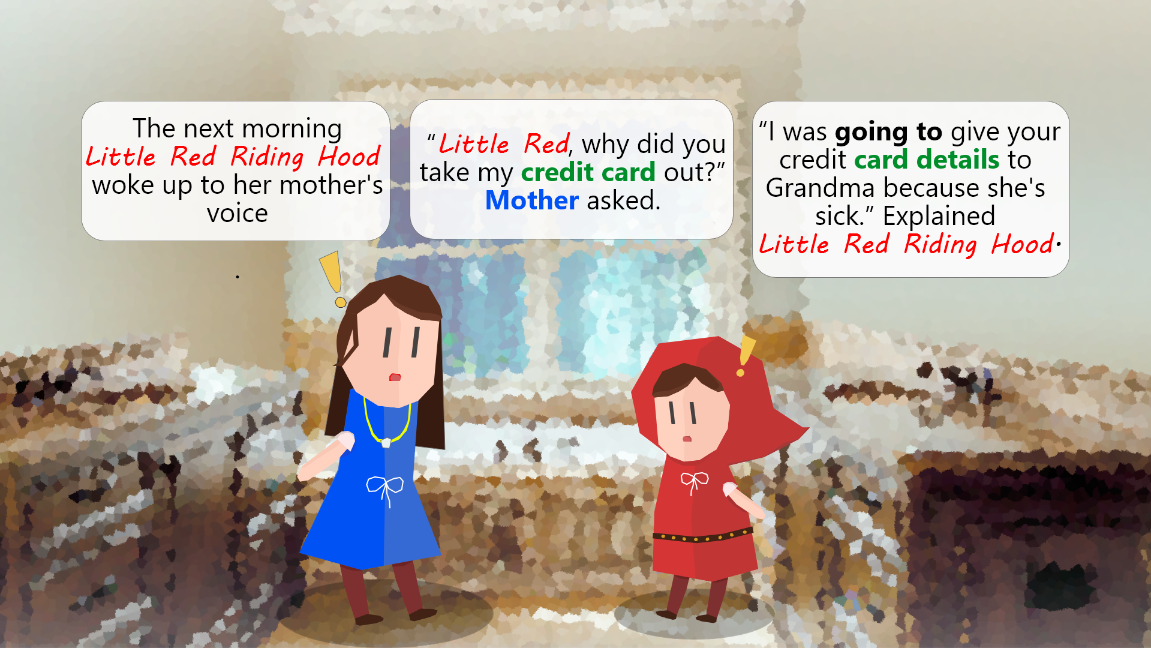 The next morning
Little Red Riding Hood
woke up to her mother's
voice
.
“Little Red, why did you
take my credit card out?”
Mother asked.
“I was going to give your
credit card details to
Grandma because she's
sick.” Explained
Little Red Riding Hood.